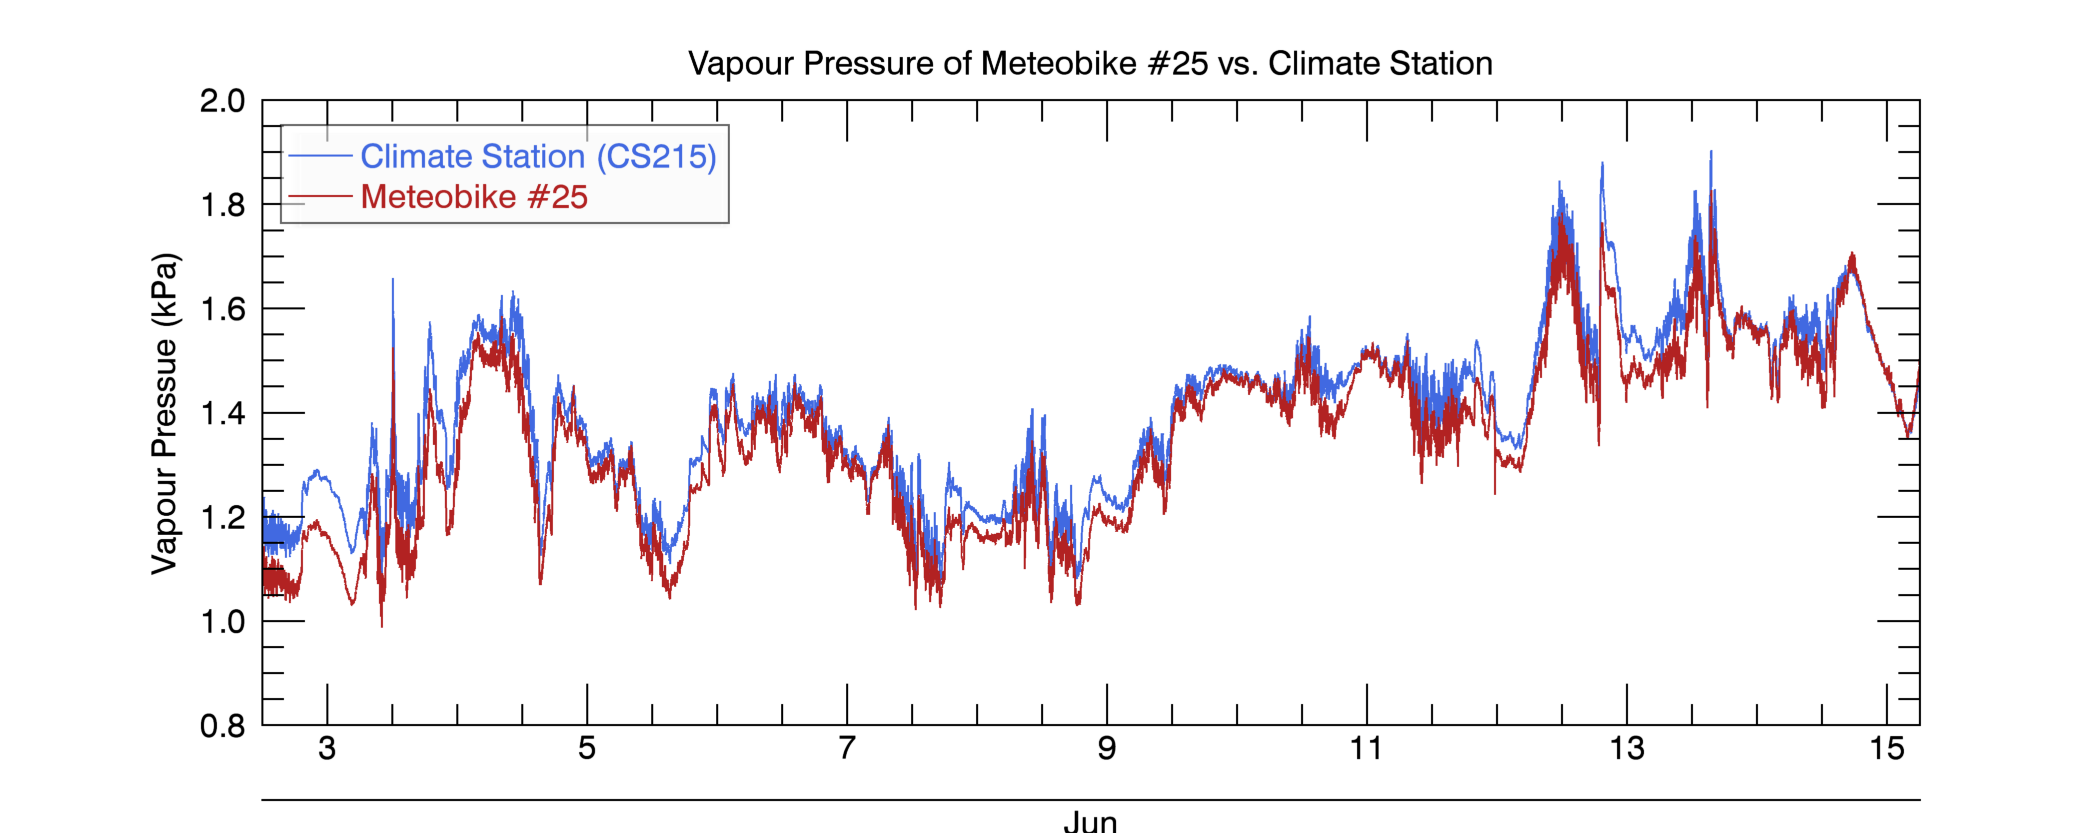 Vapour Pressure of Meteobike #25 vs. Climate Station
Vapour Pressue (kPa)
2.0
1.8
1.6
1.4
1.2
1.0
0.8
Climate Station (CS215)
Meteobike #25
3 5 7 9 11 13 15
Jun